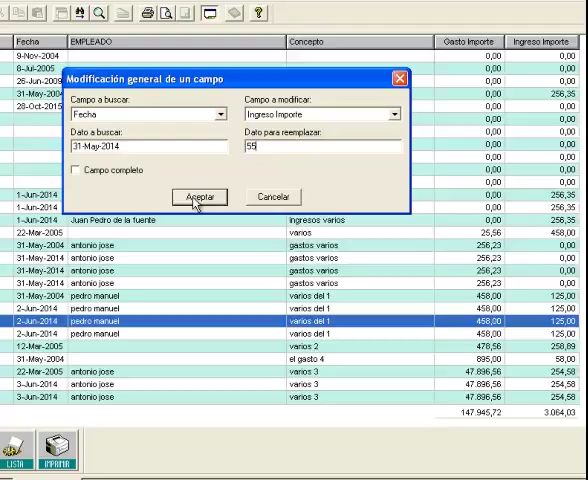 Fecha EMPLEADO Concepto Gasto Importe Ingreso Importe
9-Nov-2004 0,00 0,00
8-Jul-2005 0,00 0,00
26-Jun-2009 0,00 0,00
31-May-200 0,00 256,35
28-Oct-2015 0,00 0,00
0,00 0,00
0,00 0,00
0,00 0,00
0,00 0,00
0,00 0,00
0,00 0,00
1-Jun-2014 0,00 256,35
1-Jun-2014 0,00 256,35
1-Jun-2014 Juan Pedro de la fuente ingresos varios 0,00 256,35
22-Mar-2005 varios 25,56 458,00
31-May-2004 antonio jose gastos varios 256,23 0,00
31-May-2014 antonio jose gastos varios 256,23 0,00
31-May-2014 antonio jose gastos varios 256,23 0,00
31-May-2014 antonio jose gastos varios 256,23 0,00
31-May-2004 pedro manuel varios del 1 458,00 125,00
2-Jun-2014 pedro manuel varios del 1 458,00 125,00
2-Jun-2014 pedro manuel varios del 1 458,00 125,00
2-Jun-2014 pedro manuel varios del 1 458,00 125,00
12-Mar-2005 varios 2 478,56 258,89
31-May-2004 el gasto 4 895,00 58,00
22-Mar-2005 antonio jose varios 3 47.896,56 254,58
3-Jun-2014 antonio jose varios 3 47.896,56 254,58
3-Jun-2014 antonio jose varios 3 47.896,56 254,58
147.945,72 3.064,03
Modificación general de un campo
Campo a buscar: Campo a modificar:
Fecha Ingreso Importe
Dato a buscar: Dato para reemplazar:
31-May-2014 55
Campo completo
Aceptar Cancelar
LISTA IMPRIMIR